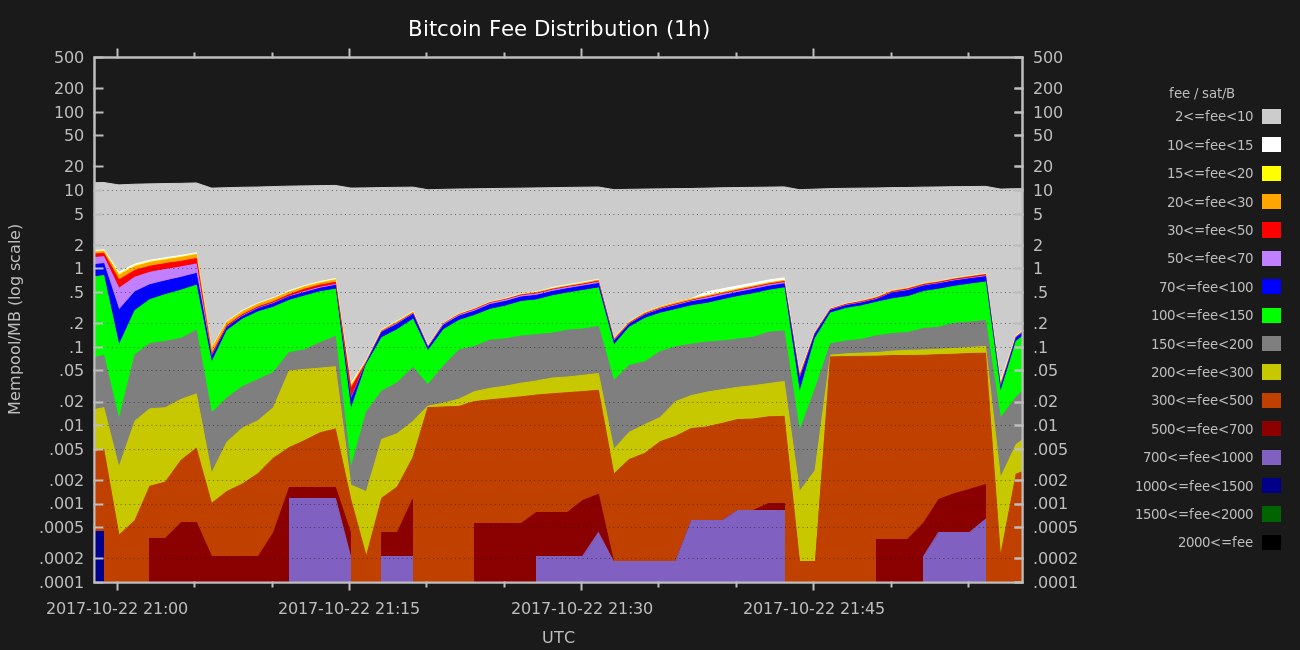 Bitcoin Fee Distribution (1h)
500 500
200 200
100 100
50 50
20 20
10 10
5 5
2 2
1 1
.5 .5
.2 .2
.1 .1
.05 .05
.02 .02
.01 .01
.005 .005
.002 .002
.001 .001
.0005 .0005
.0002 .0002
.0001 .0001
Mempool/MB (log scale)
2017-10-22 21:00 2017-10-22 21:15 2017-10-22 21:30 2017-10-22 21:45
UTC
fee / sat/B
2<=fee<10
10<=fee<15
15<=fee<20
20<=fee<30
30<=fee<50
50<=fee<70
70<=fee<100
100<=fee<150
150<=fee<200
200<=fee<300
300<=fee<500
500<=fee<700
700<=fee<1000
1000<=fee<1500
1500<=fee<2000
2000<=fee